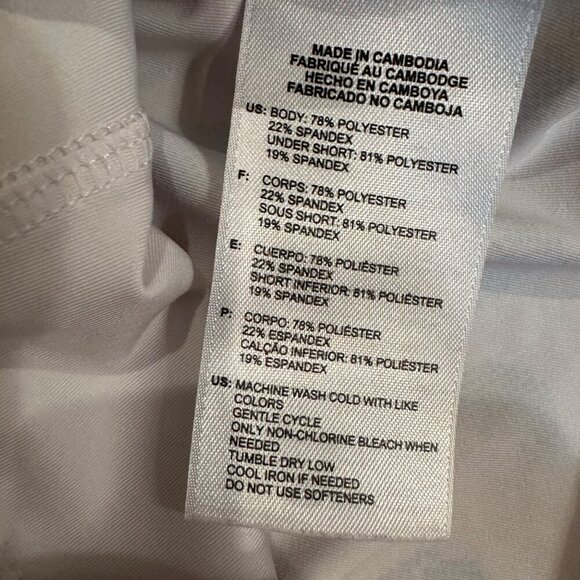 MADE IN CAMBODIA
FABRIQUÉ AU CAMBODGE
HECHO EN CAMBOYA
FABRICADO NO CAMBOJA
US: BODY: 78% POLYESTER
22% SPANDEX
UNDER SHORT: 81% POLYESTER
19% SPANDEX
F: CORPS: 78% POLYESTER
22% SPANDEX
SOUS SHORT: 81% POLYESTER
19% SPANDEX
E: CUERPO: 78% POLIÉSTER
22% SPANDEX
SHORT INFERIOR: 81% POLIÉSTER
19% SPANDEX
P: CORPO: 78% POLIÉSTER
22% ESPANDEX
CALÇÃO INFERIOR: 81% POLIÉSTER
19% ESPANDEX
US: MACHINE WASH COLD WITH LIKE
COLORS
GENTLE CYCLE
ONLY NON-CHLORINE BLEACH WHEN
NEEDED
TUMBLE DRY LOW
COOL IRON IF NEEDED
DO NOT USE SOFTENERS